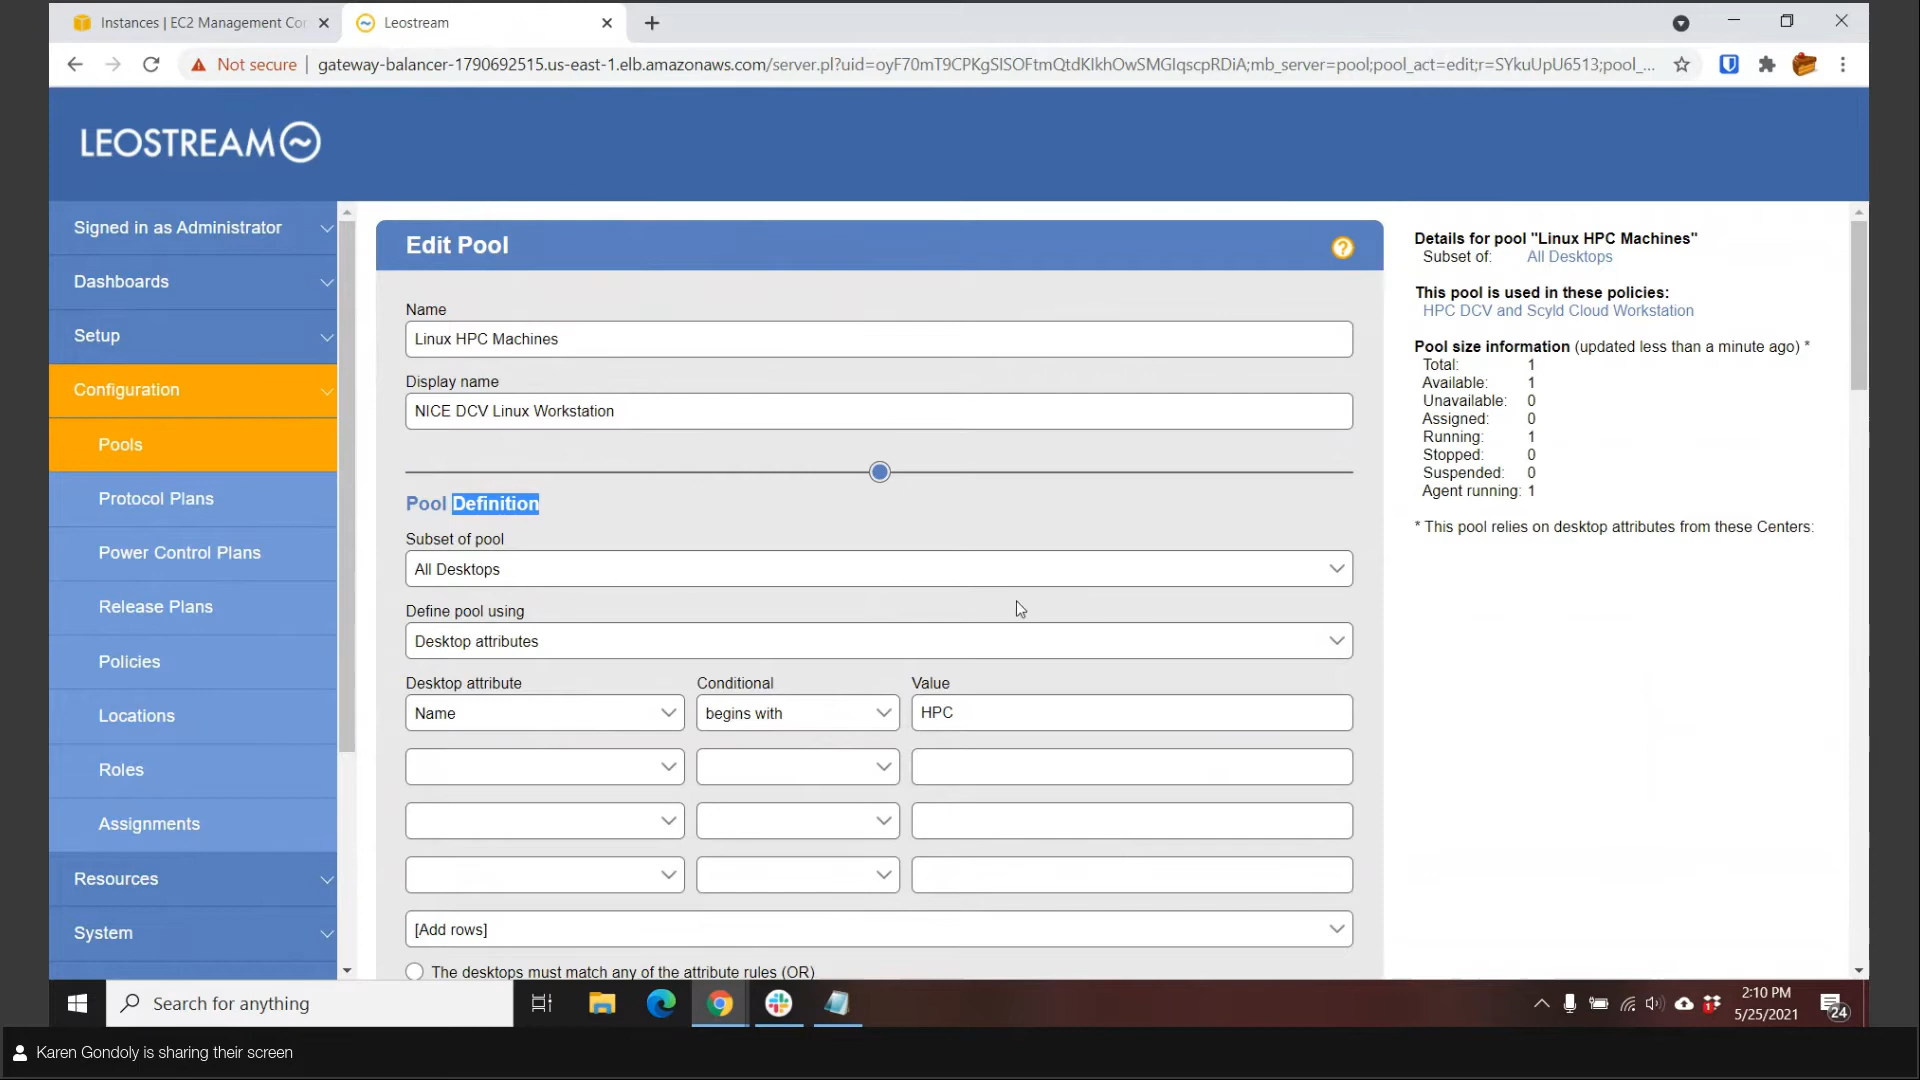 Instances | EC2 Management Con
Leostream
Not secure
gateway-balancer-1790692515.us-east-1.elb.amazonaws.com/server.pl?uid=oyF70mT9CPKgSlSOFtmQtdKIkhOwSMGIqscpRDiA;mb_server=pool;pool_act=edit;r=SYkuUpU6513;pool_...
LEOSTREAM
Signed in as Administrator
Dashboards
Setup
Configuration
Pools
Protocol Plans
Power Control Plans
Release Plans
Policies
Locations
Roles
Assignments
Resources
System
Edit Pool
?
Name
Linux HPC Machines
Display name
NICE DCV Linux Workstation
Pool Definition
Subset of pool
All Desktops
Define pool using
Desktop attributes
Desktop attribute Conditional Value
Name begins with HPC
[Add rows]
The desktops must match any of the attribute rules (OR)
Details for pool "Linux HPC Machines"
Subset of: All Desktops
This pool is used in these policies:
HPC DCV and Scyld Cloud Workstation
Pool size information (updated less than a minute ago) *
Total: 1
Available: 1
Unavailable: 0
Assigned: 0
Running: 1
Stopped: 0
Suspended: 0
Agent running: 1
* This pool relies on desktop attributes from these Centers:
Search for anything
2:10 PM
5/25/2021
24
Karen Gondoly is sharing their screen